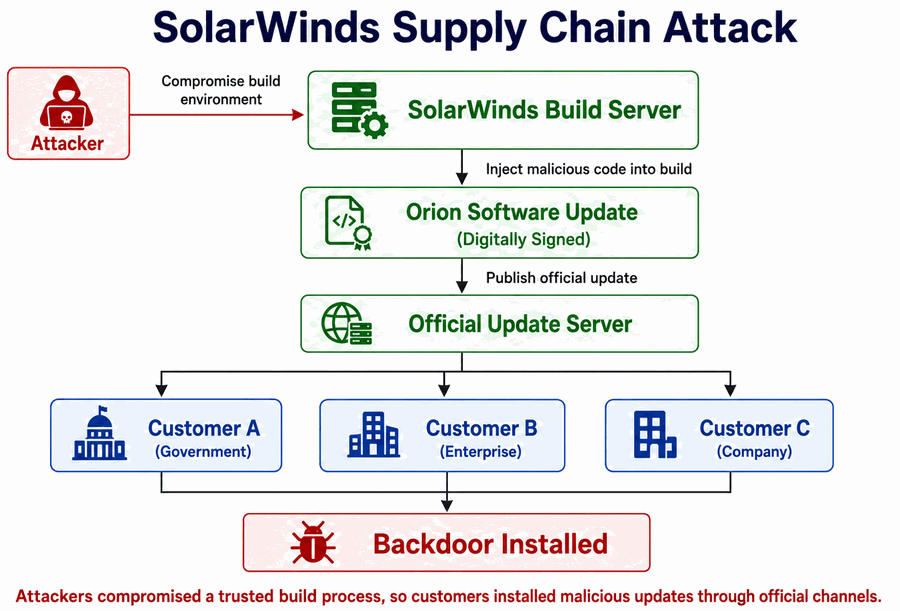 SolarWinds Supply Chain Attack
Attacker
Compromise build
environment
SolarWinds Build Server
Inject malicious code into build
</>
Orion Software Update
(Digitally Signed)
Publish official update
Official Update Server
Customer A
(Government)
Customer B
(Enterprise)
Customer C
(Company)
Backdoor Installed
Attackers compromised a trusted build process, so customers installed malicious updates through official channels.